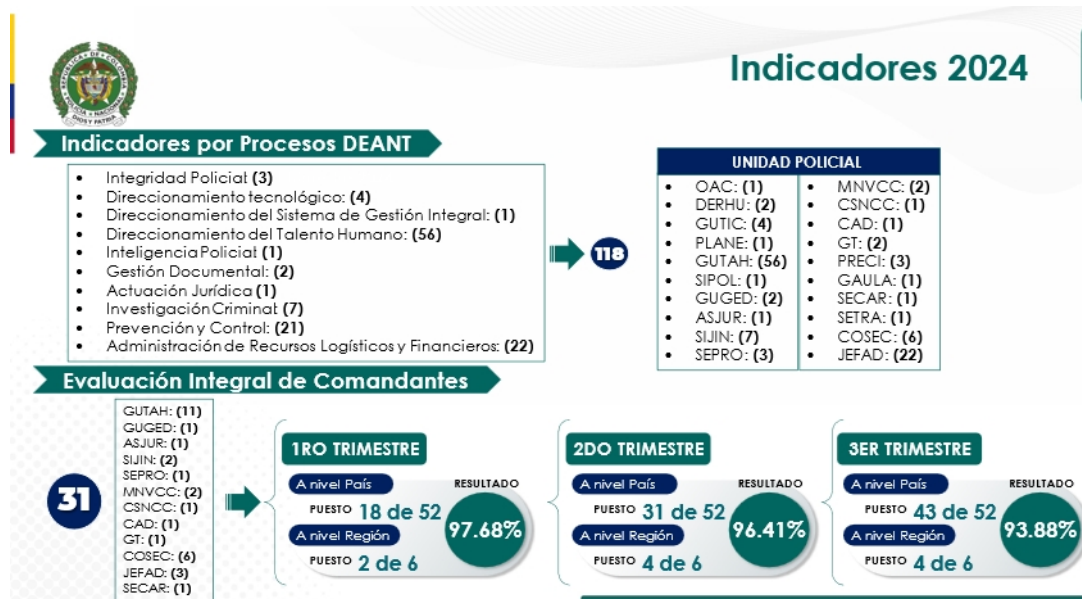 Indicadores 2024
REPÚBLICA DE COLOMBIA
POLICÍA NACIONAL
DIOS Y PATRIA
Indicadores por Procesos DEANT
• Integridad Policial: (3)
• Direccionamiento tecnológico: (4)
• Direccionamiento del Sistema de Gestión Integral: (1)
• Direccionamiento del Talento Humano: (56)
• Inteligencia Policial: (1)
• Gestión Documental: (2)
• Actuación Jurídica (1)
• Investigación Criminal: (7)
• Prevención y Control: (21)
• Administración de Recursos Logísticos y Financieros: (22)
118
UNIDAD POLICIAL
• OAC: (1)
• DERHU: (2)
• GUTIC: (4)
• PLANE: (1)
• GUTAH: (56)
• SIPOL: (1)
• GUGED: (2)
• ASJUR: (1)
• SIJIN: (7)
• SEPRO: (3)
• MNVCC: (2)
• CSNCC: (1)
• CAD: (1)
• GT: (2)
• PRECI: (3)
• GAULA: (1)
• SECAR: (1)
• SETRA: (1)
• COSEC: (6)
• JEFAD: (22)
Evaluación Integral de Comandantes
31
GUTAH: (11)
GUGED: (1)
ASJUR: (1)
SIJIN: (2)
SEPRO: (1)
MNVCC: (2)
CSNCC: (1)
CAD: (1)
GT: (1)
COSEC: (6)
JEFAD: (3)
SECAR: (1)
1RO TRIMESTRE
A nivel País
RESULTADO
PUESTO 18 de 52
97.68%
A nivel Región
PUESTO 2 de 6
2DO TRIMESTRE
A nivel País
RESULTADO
PUESTO 31 de 52
96.41%
A nivel Región
PUESTO 4 de 6
3ER TRIMESTRE
A nivel País
RESULTADO
PUESTO 43 de 52
93.88%
A nivel Región
PUESTO 4 de 6